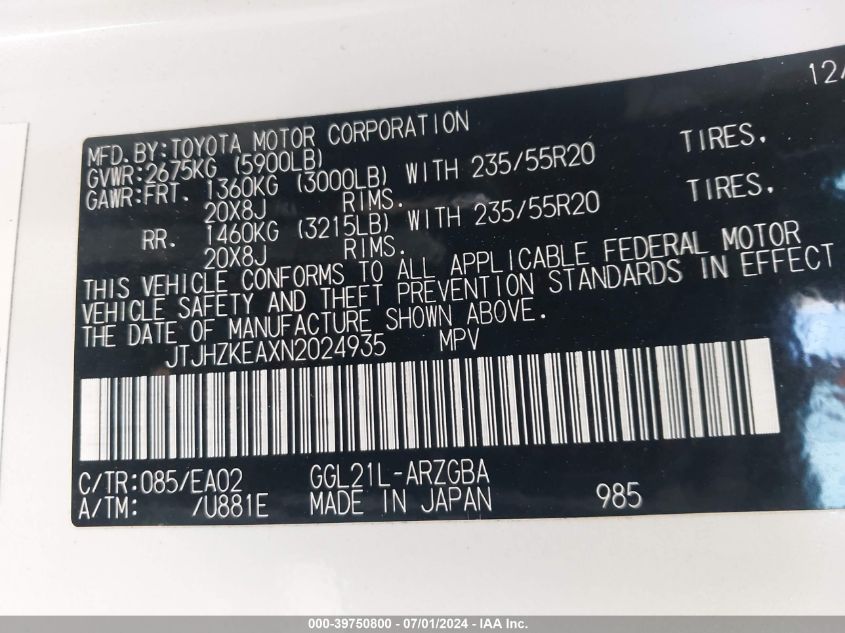 12/
MFD.BY:TOYOTA MOTOR CORPORATION
GVWR:2675KG (5900LB)
GAWR:FRT. 1360KG (3000LB) WITH 235/55R20 TIRES,
20X8J RIMS.
RR. 1460KG (3215LB) WITH 235/55R20 TIRES,
20X8J RIMS.
THIS VEHICLE CONFORMS TO ALL APPLICABLE FEDERAL MOTOR
VEHICLE SAFETY AND THEFT PREVENTION STANDARDS IN EFFECT
THE DATE OF MANUFACTURE SHOWN ABOVE.
JTJHZKEAXN2024935 MPV
C/TR:085/EA02 GGL21L-ARZGBA
A/TM: /U881E MADE IN JAPAN 985
000-39750800 - 07/01/2024 - IAA Inc.